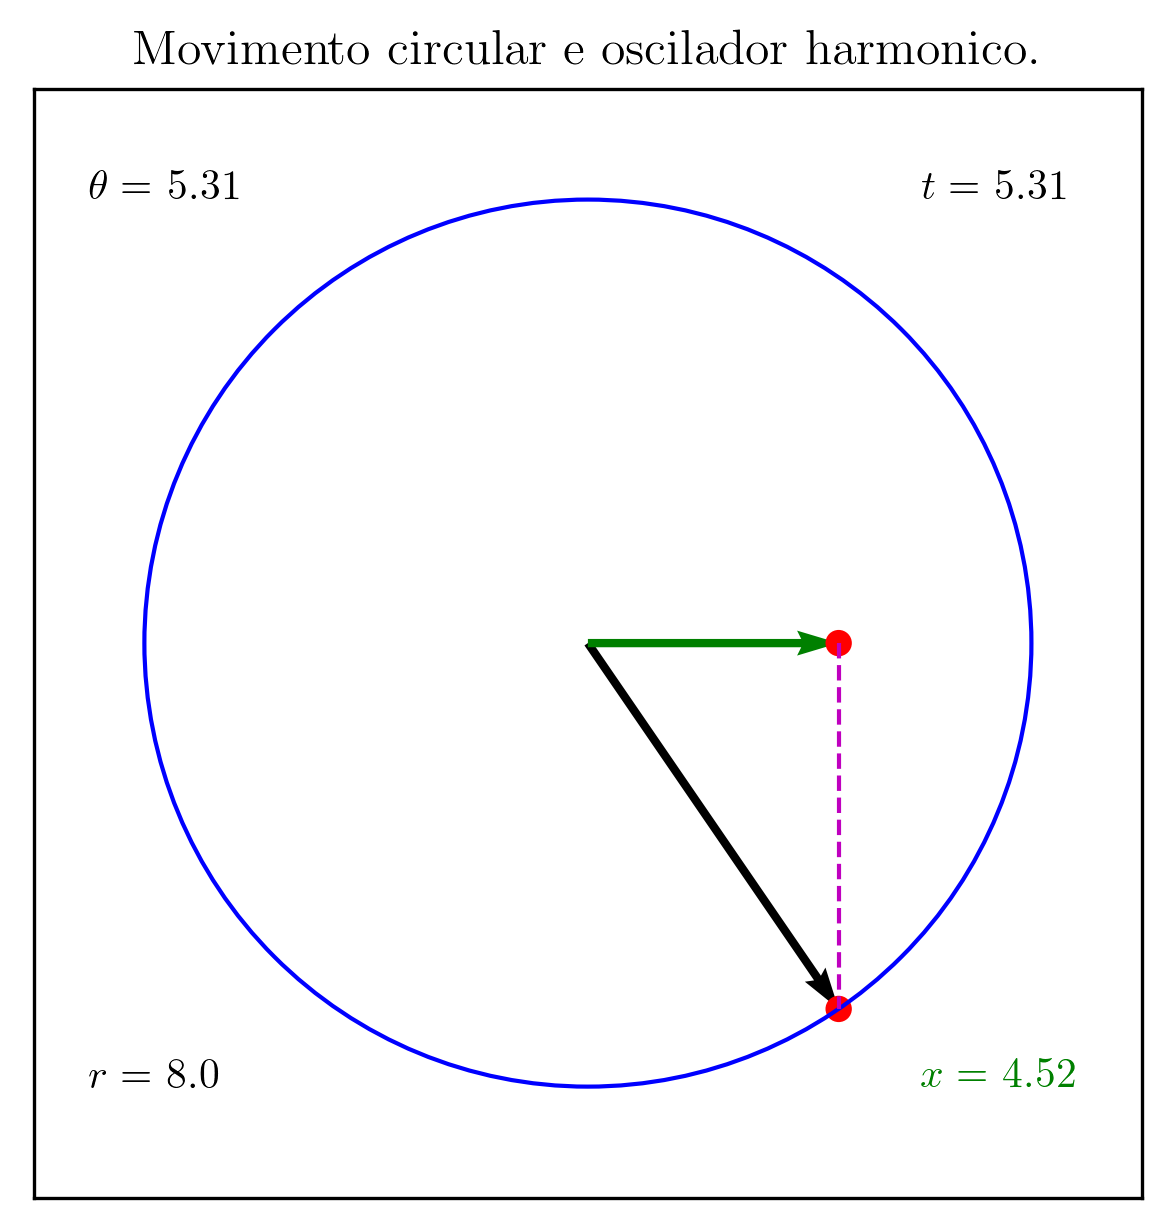 Movimento circular e oscilador harmonico.
θ = 5.31
t = 5.31
r = 8.0
x = 4.52